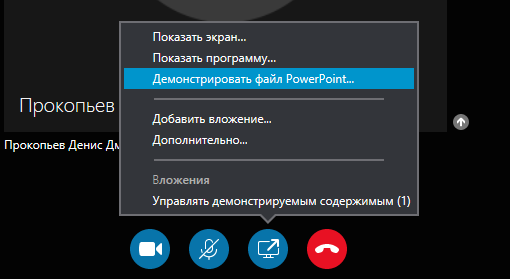 Показать экран...
Показать программу...
Демонстрировать файл PowerPoint...
Прокопьев
Добавить вложение...
Прокопьев Денис Дм
Дополнительно...
Вложения
Управлять демонстрируемым содержимым (1)